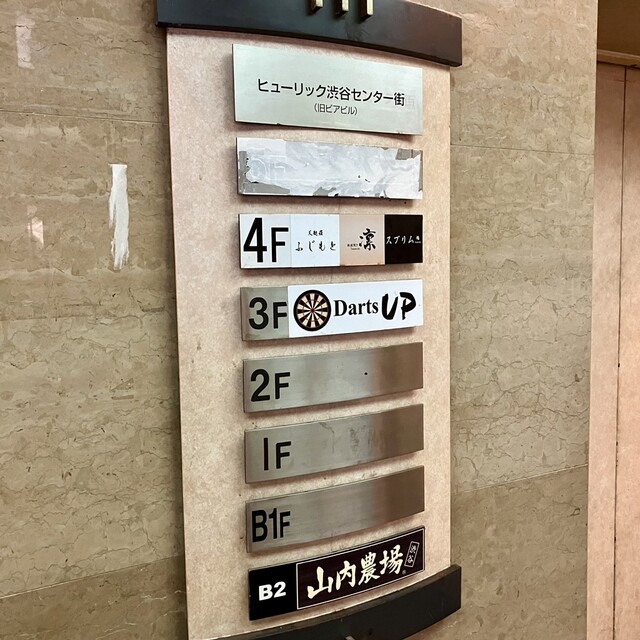 ヒューリック渋谷センター街
(旧ピアビル)
4F 天麩羅 ふじもと 凛 スプリム
3F Darts UP
2F
1F
B1F
B2 山内農場 渋谷